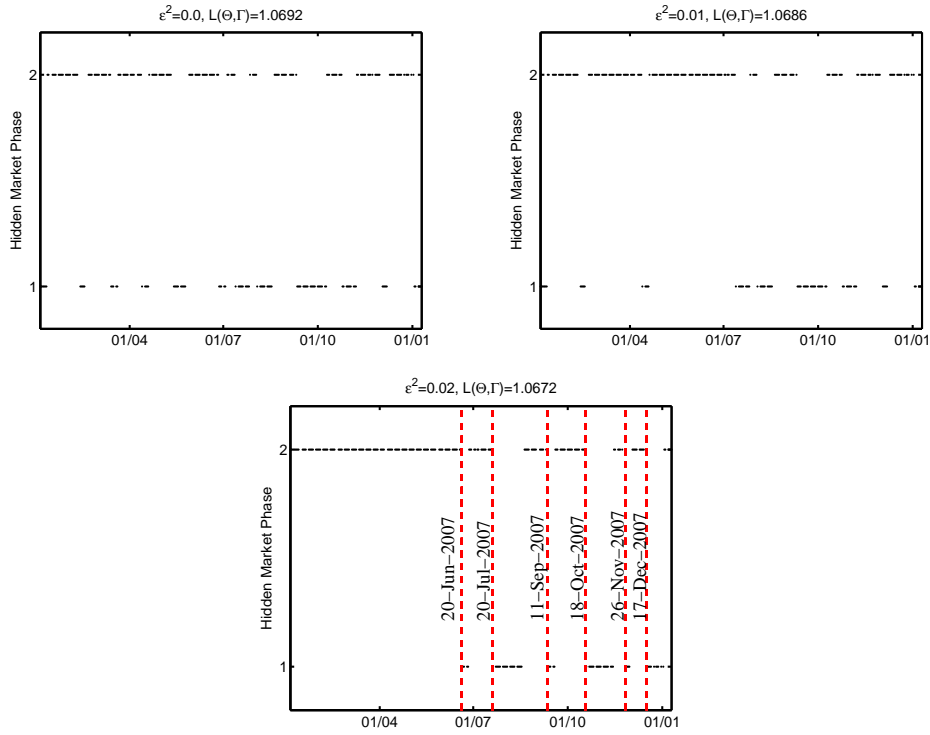 ε²=0.0, L(Θ,Γ)=1.0692
Hidden Market Phase
2
1
01/04 01/07 01/10 01/01
ε²=0.01, L(Θ,Γ)=1.0686
Hidden Market Phase
2
1
01/04 01/07 01/10 01/01
ε²=0.02, L(Θ,Γ)=1.0672
Hidden Market Phase
2
1
20−Jun−2007
20−Jul−2007
11−Sep−2007
18−Oct−2007
26−Nov−2007
17−Dec−2007
01/04 01/07 01/10 01/01